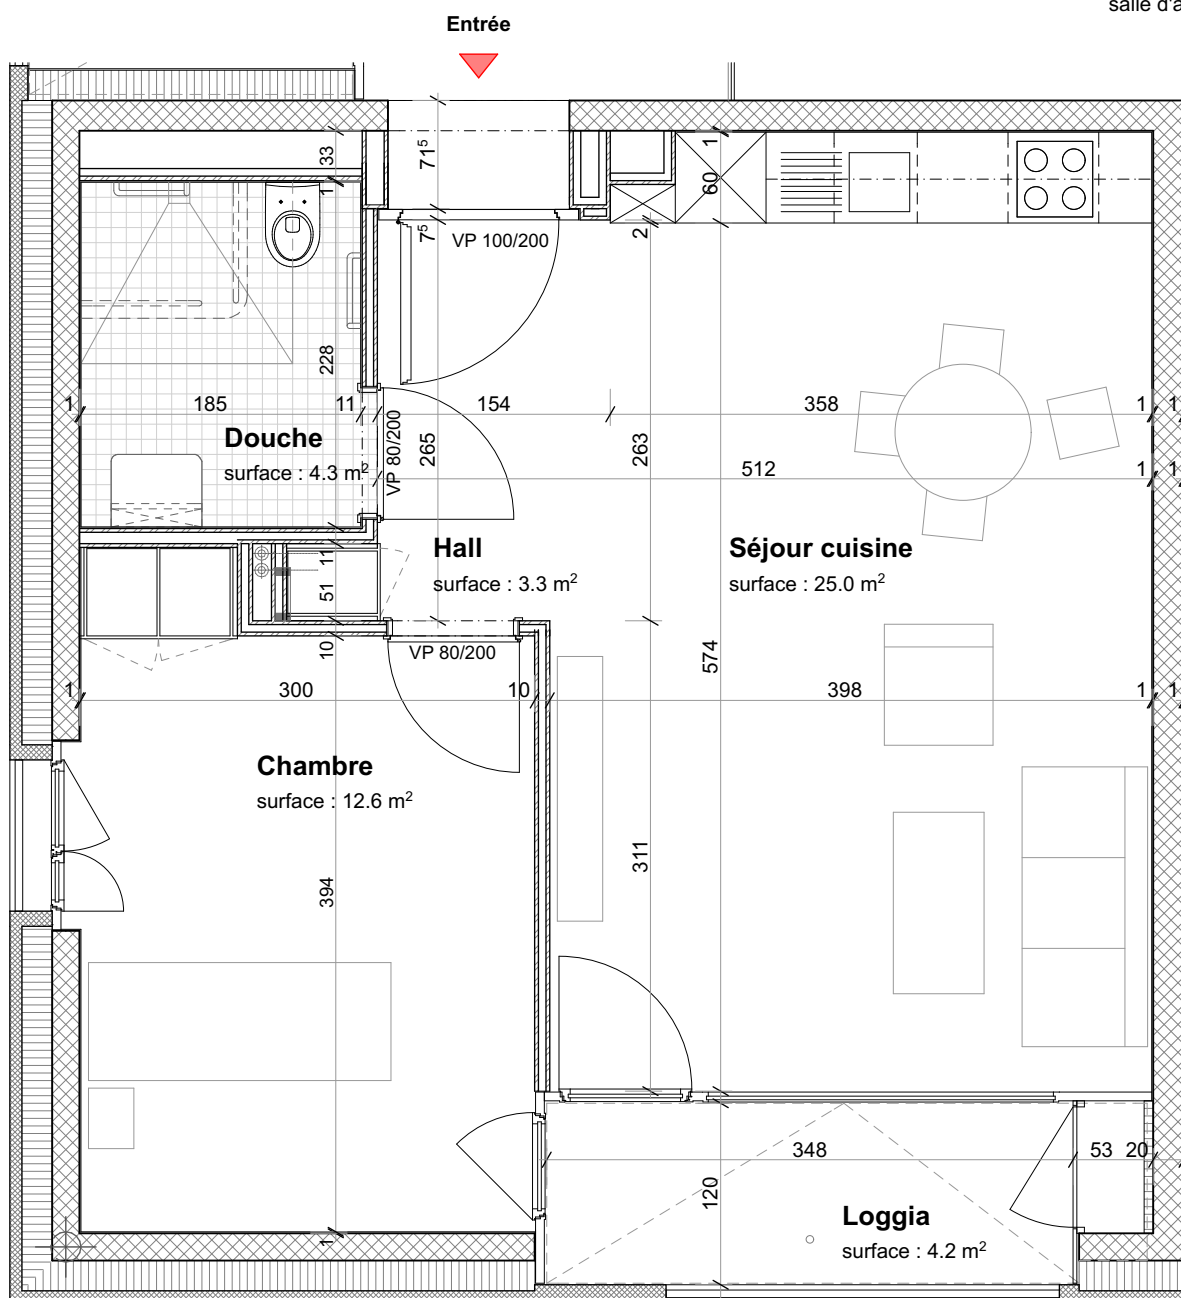 salle d'a
Entrée
33
71⁵
1
60
1
7⁵
VP 100/200
2
228
1
185
11
154
358
1
1
VP 80/200
265
263
Douche
surface : 4.3 m²
512
1
1
Hall
surface : 3.3 m²
Séjour cuisine
surface : 25.0 m²
11
51
10
VP 80/200
574
1
300
10
398
1
1
Chambre
surface : 12.6 m²
311
394
348
53
20
120
Loggia
surface : 4.2 m²
1